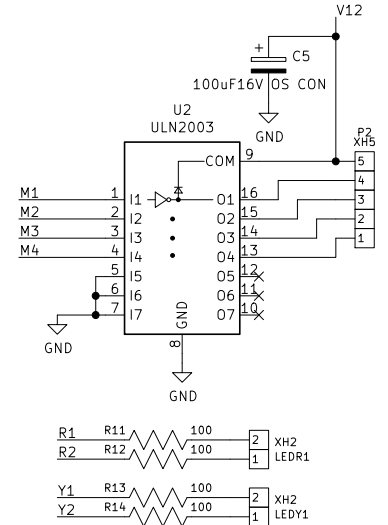 V12
+
C5
100uF16V OS CON
GND
U2
ULN2003
P2
XH5
COM 9 5
4
M1 1 I1 O1 16 3
M2 2 I2 O2 15 2
M3 3 I3 O3 14 1
M4 4 I4 O4 13
5 I5 O5 12
6 I6 O6 11
7 I7 O7 10
GND
GND
8
GND
R1 R11 100 2 XH2
R2 R12 100 1 LEDR1
Y1 R13 100 2 XH2
Y2 R14 100 1 LEDY1